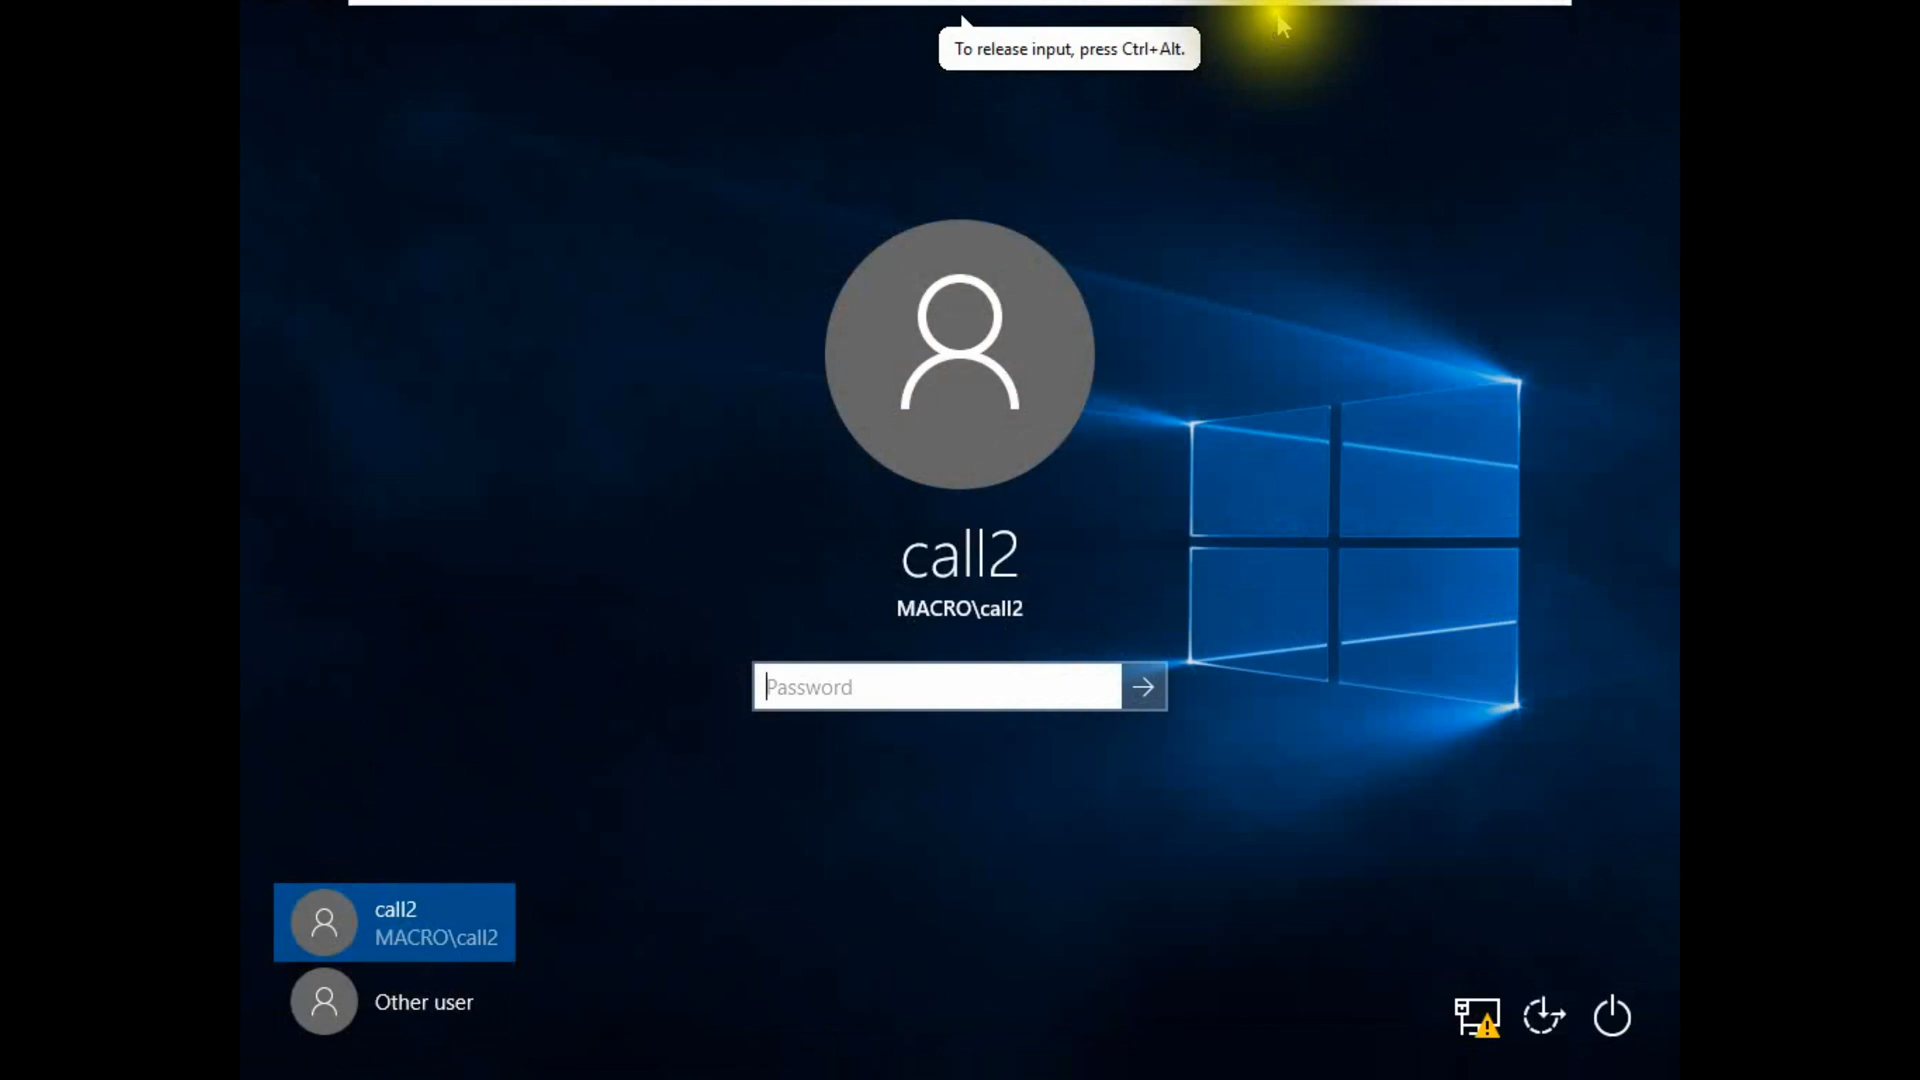 To release input, press Ctrl+Alt.
call2
MACRO\call2
Password
call2
MACRO\call2
Other user